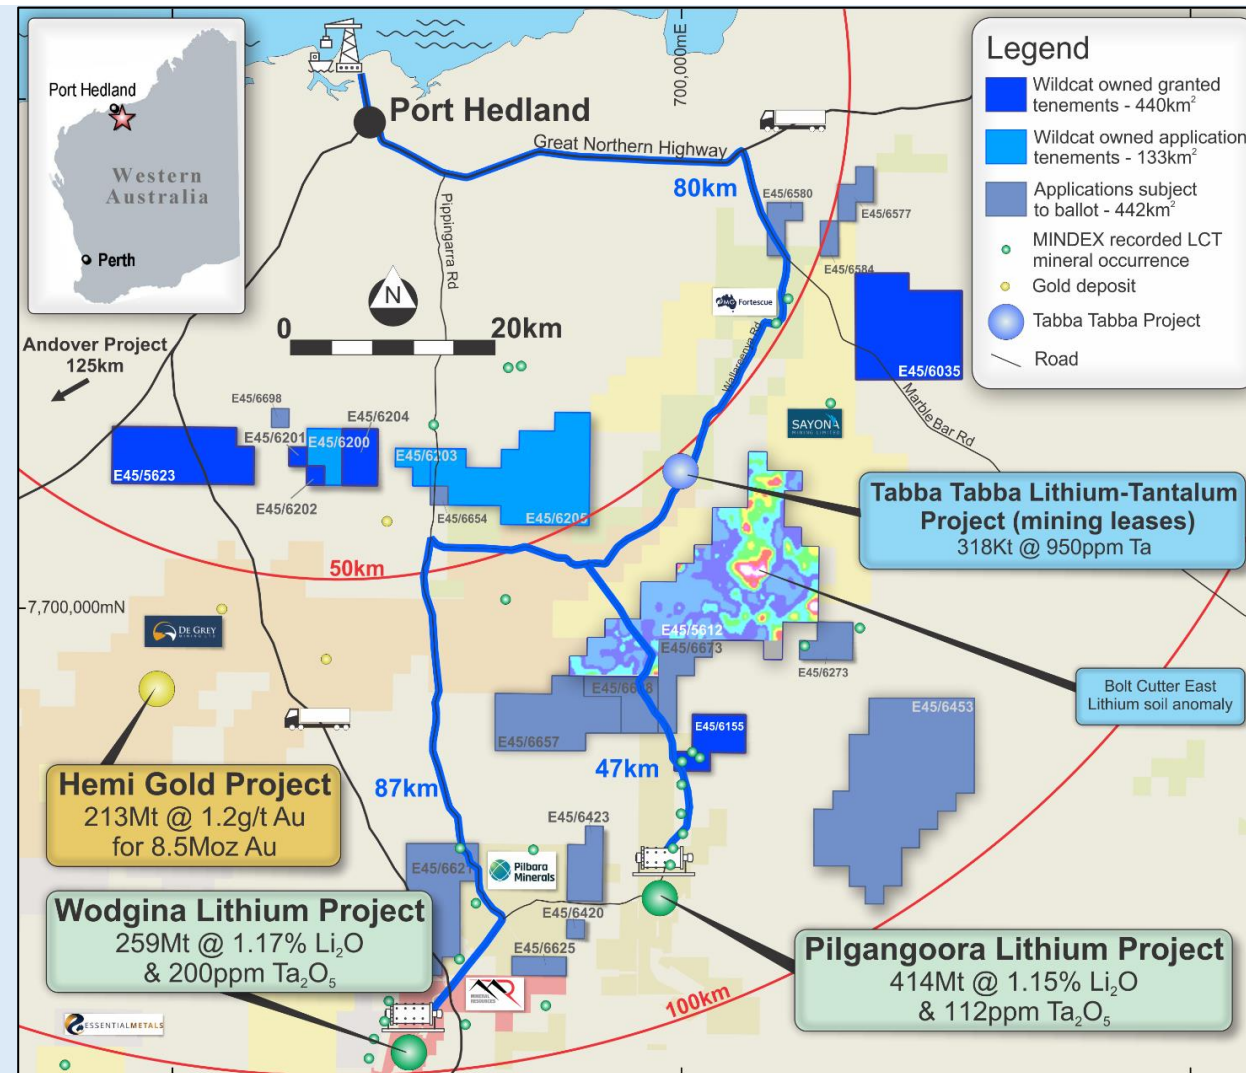 Port Hedland
Western
Australia
Perth
Port Hedland
Great Northern Highway
700,000mE
80km
Pippingarra Rd
N
0
20km
Andover Project
125km
Legend
Wildcat owned granted
tenements - 440km²
Wildcat owned application
tenements - 133km²
Applications subject
to ballot - 442km²
MINDEX recorded LCT
mineral occurrence
Gold deposit
Tabba Tabba Project
Road
E45/6580
E45/6577
E45/6584
Fortescue
Wallareenya Rd
E45/6035
Marble Bar Rd
SAYONA
MINING LIMITED
E45/6698
E45/6204
E45/6201
E45/6200
E45/5623
E45/6202
E45/6203
E45/6654
E45/6205
Tabba Tabba Lithium-Tantalum
Project (mining leases)
318Kt @ 950ppm Ta
50km
7,700,000mN
DE GREY
MINING LTD
E45/5612
E45/6673
E45/6273
Bolt Cutter East
Lithium soil anomaly
E45/6657
E45/6155
E45/6453
47km
87km
Hemi Gold Project
213Mt @ 1.2g/t Au
for 8.5Moz Au
E45/6423
E45/6621
Pilbara
Minerals
E45/6420
E45/6625
Wodgina Lithium Project
259Mt @ 1.17% Li₂O
& 200ppm Ta₂O₅
MINERAL
RESOURCES
Pilgangoora Lithium Project
414Mt @ 1.15% Li₂O
& 112ppm Ta₂O₅
100km
ESSENTIALMETALS